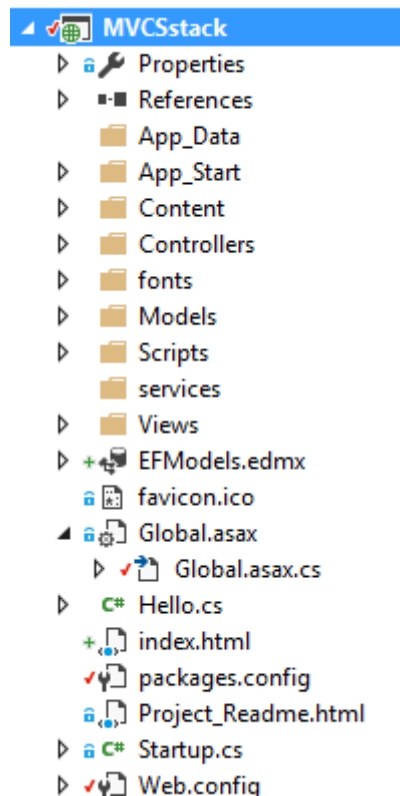 MVCSstack
Properties
References
App_Data
App_Start
Content
Controllers
fonts
Models
Scripts
services
Views
EFModels.edmx
favicon.ico
Global.asax
Global.asax.cs
C# Hello.cs
index.html
packages.config
Project_Readme.html
C# Startup.cs
Web.config